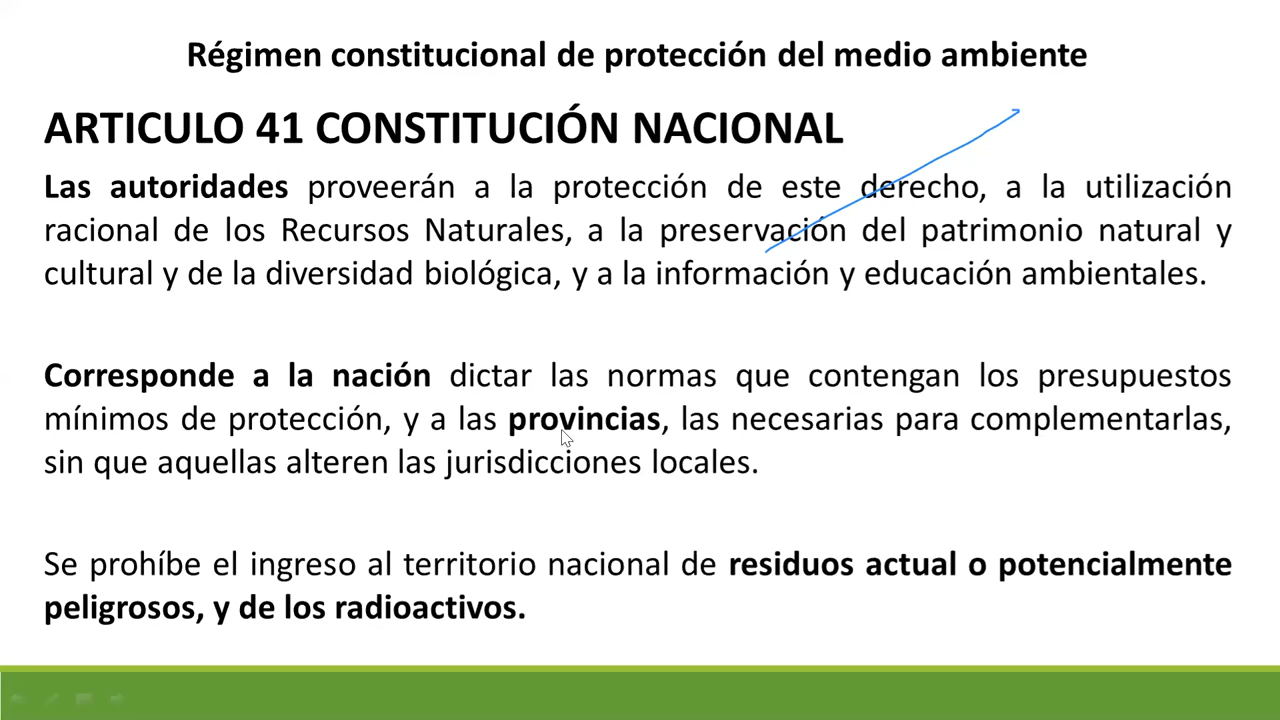 Régimen constitucional de protección del medio ambiente
ARTICULO 41 CONSTITUCIÓN NACIONAL
Las autoridades proveerán a la protección de este derecho, a la utilización
racional de los Recursos Naturales, a la preservación del patrimonio natural y
cultural y de la diversidad biológica, y a la información y educación ambientales.
Corresponde a la nación dictar las normas que contengan los presupuestos
mínimos de protección, y a las provincias, las necesarias para complementarlas,
sin que aquellas alteren las jurisdicciones locales.
Se prohíbe el ingreso al territorio nacional de residuos actual o potencialmente
peligrosos, y de los radioactivos.